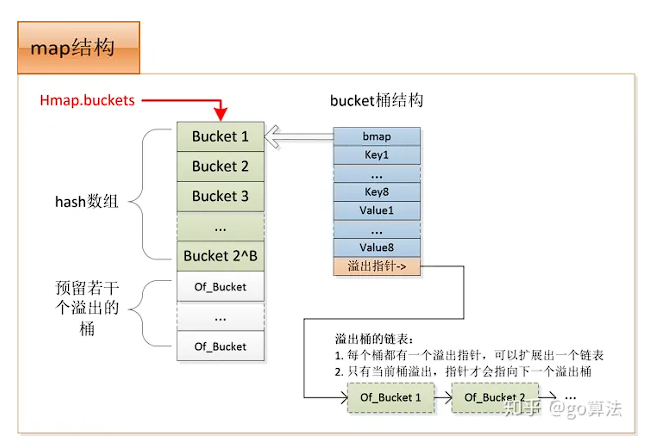 map结构
Hmap.buckets
bucket桶结构
Bucket 1
Bucket 2
Bucket 3
...
Bucket 2^B
Of_Bucket
...
Of_Bucket
hash数组
预留若干
个溢出的
桶
bmap
Key1
...
Key8
Value1
...
Value8
溢出指针->
溢出桶的链表：
1. 每个桶都有一个溢出指针，可以扩展出一个链表
2. 只有当前桶溢出，指针才会指向下一个溢出桶
Of_Bucket 1
Of_Bucket 2
...
知乎 @go算法